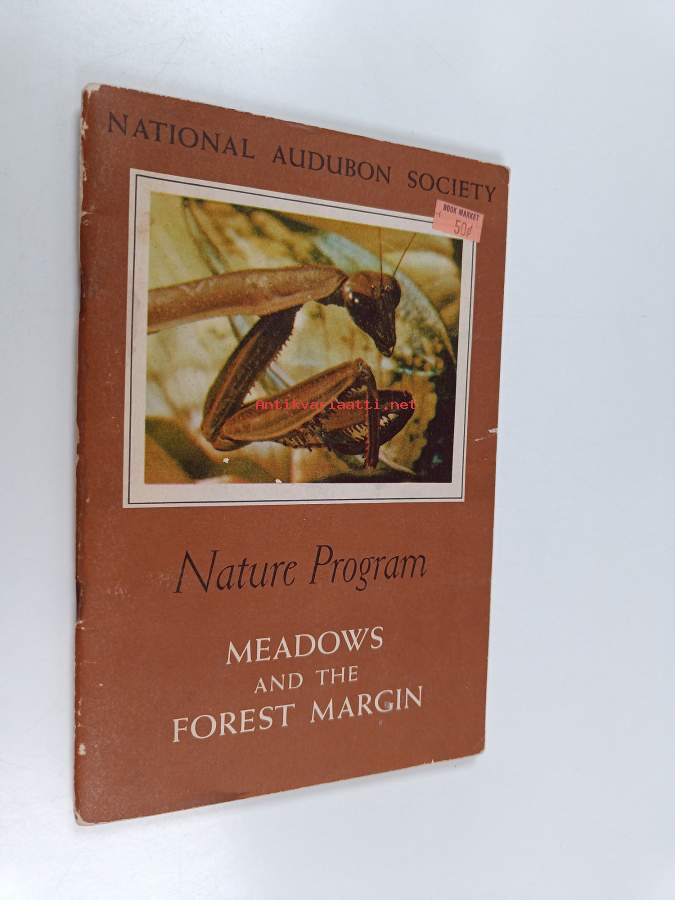 NATIONAL AUDUBON SOCIETY
BOOK MARKET
50¢
Antikvariaatti.net
Nature Program
MEADOWS
AND THE
FOREST MARGIN